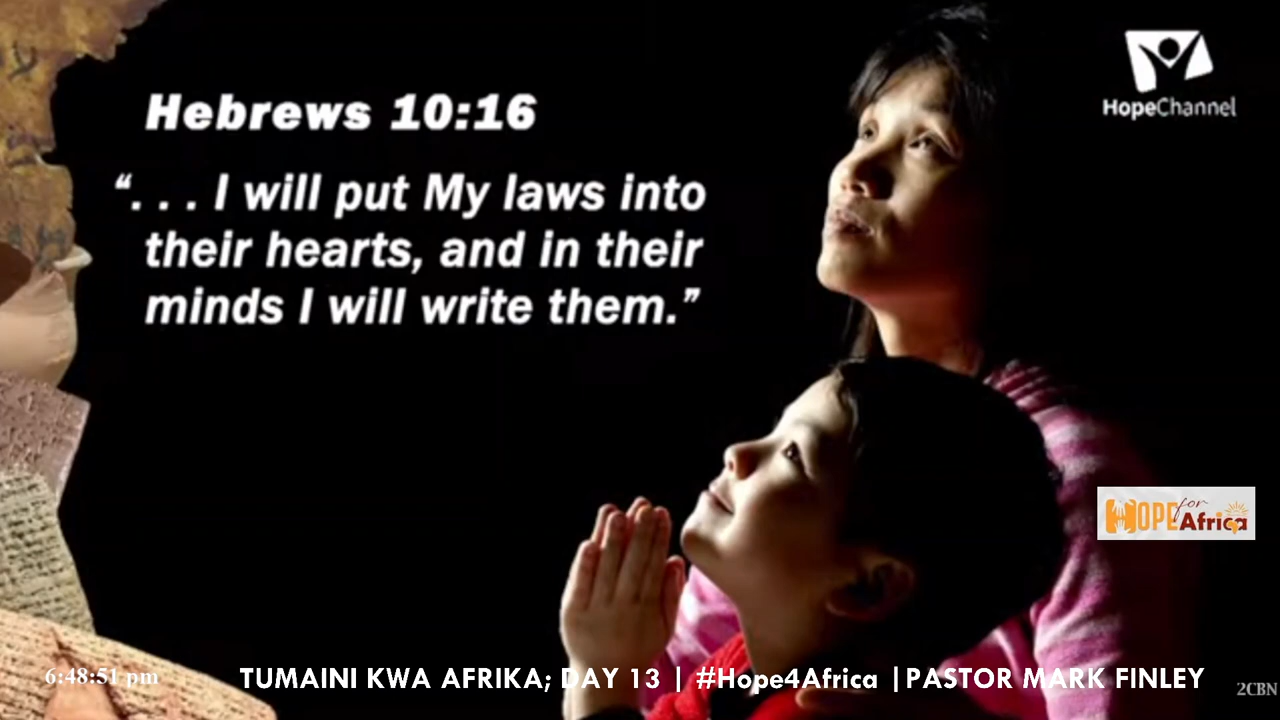 HopeChannel
Hebrews 10:16
“. . . I will put My laws into
their hearts, and in their
minds I will write them.”
HOPE for
Africa
6:48:51 pm
TUMAINI KWA AFRIKA; DAY 13 | #Hope4Africa |PASTOR MARK FINLEY
2CBN